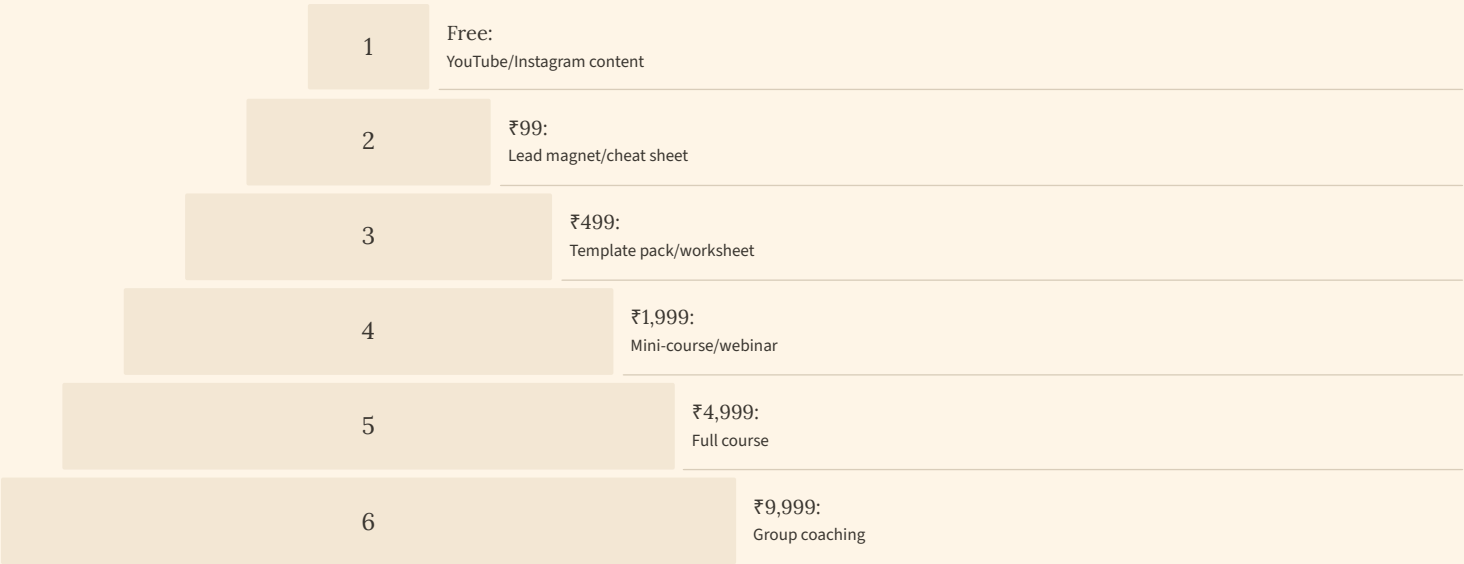 1
Free:
YouTube/Instagram content
2
₹99:
Lead magnet/cheat sheet
3
₹499:
Template pack/worksheet
4
₹1,999:
Mini-course/webinar
5
₹4,999:
Full course
6
₹9,999:
Group coaching